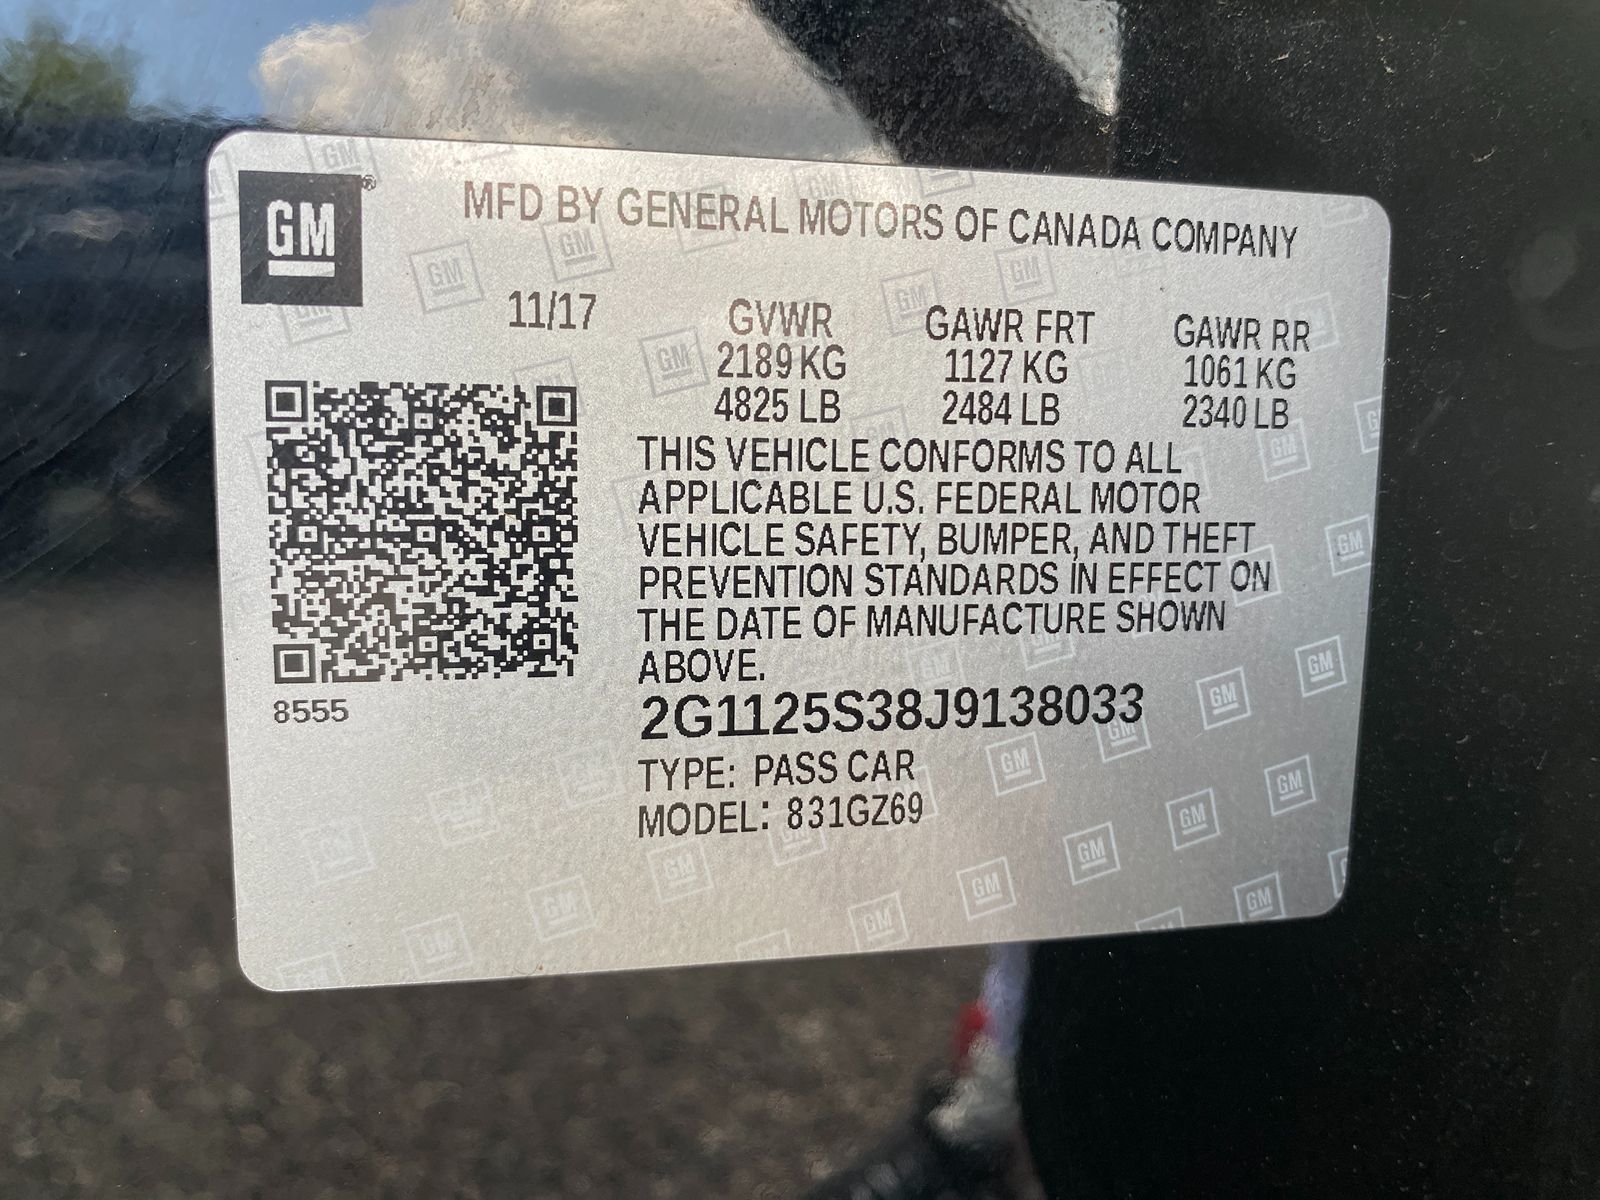 GM®
MFD BY GENERAL MOTORS OF CANADA COMPANY
11/17
GVWR GAWR FRT GAWR RR
2189 KG 1127 KG 1061 KG
4825 LB 2484 LB 2340 LB
THIS VEHICLE CONFORMS TO ALL
APPLICABLE U.S. FEDERAL MOTOR
VEHICLE SAFETY, BUMPER, AND THEFT
PREVENTION STANDARDS IN EFFECT ON
THE DATE OF MANUFACTURE SHOWN
ABOVE.
8555
2G1125S38J9138033
TYPE: PASS CAR
MODEL: 831GZ69